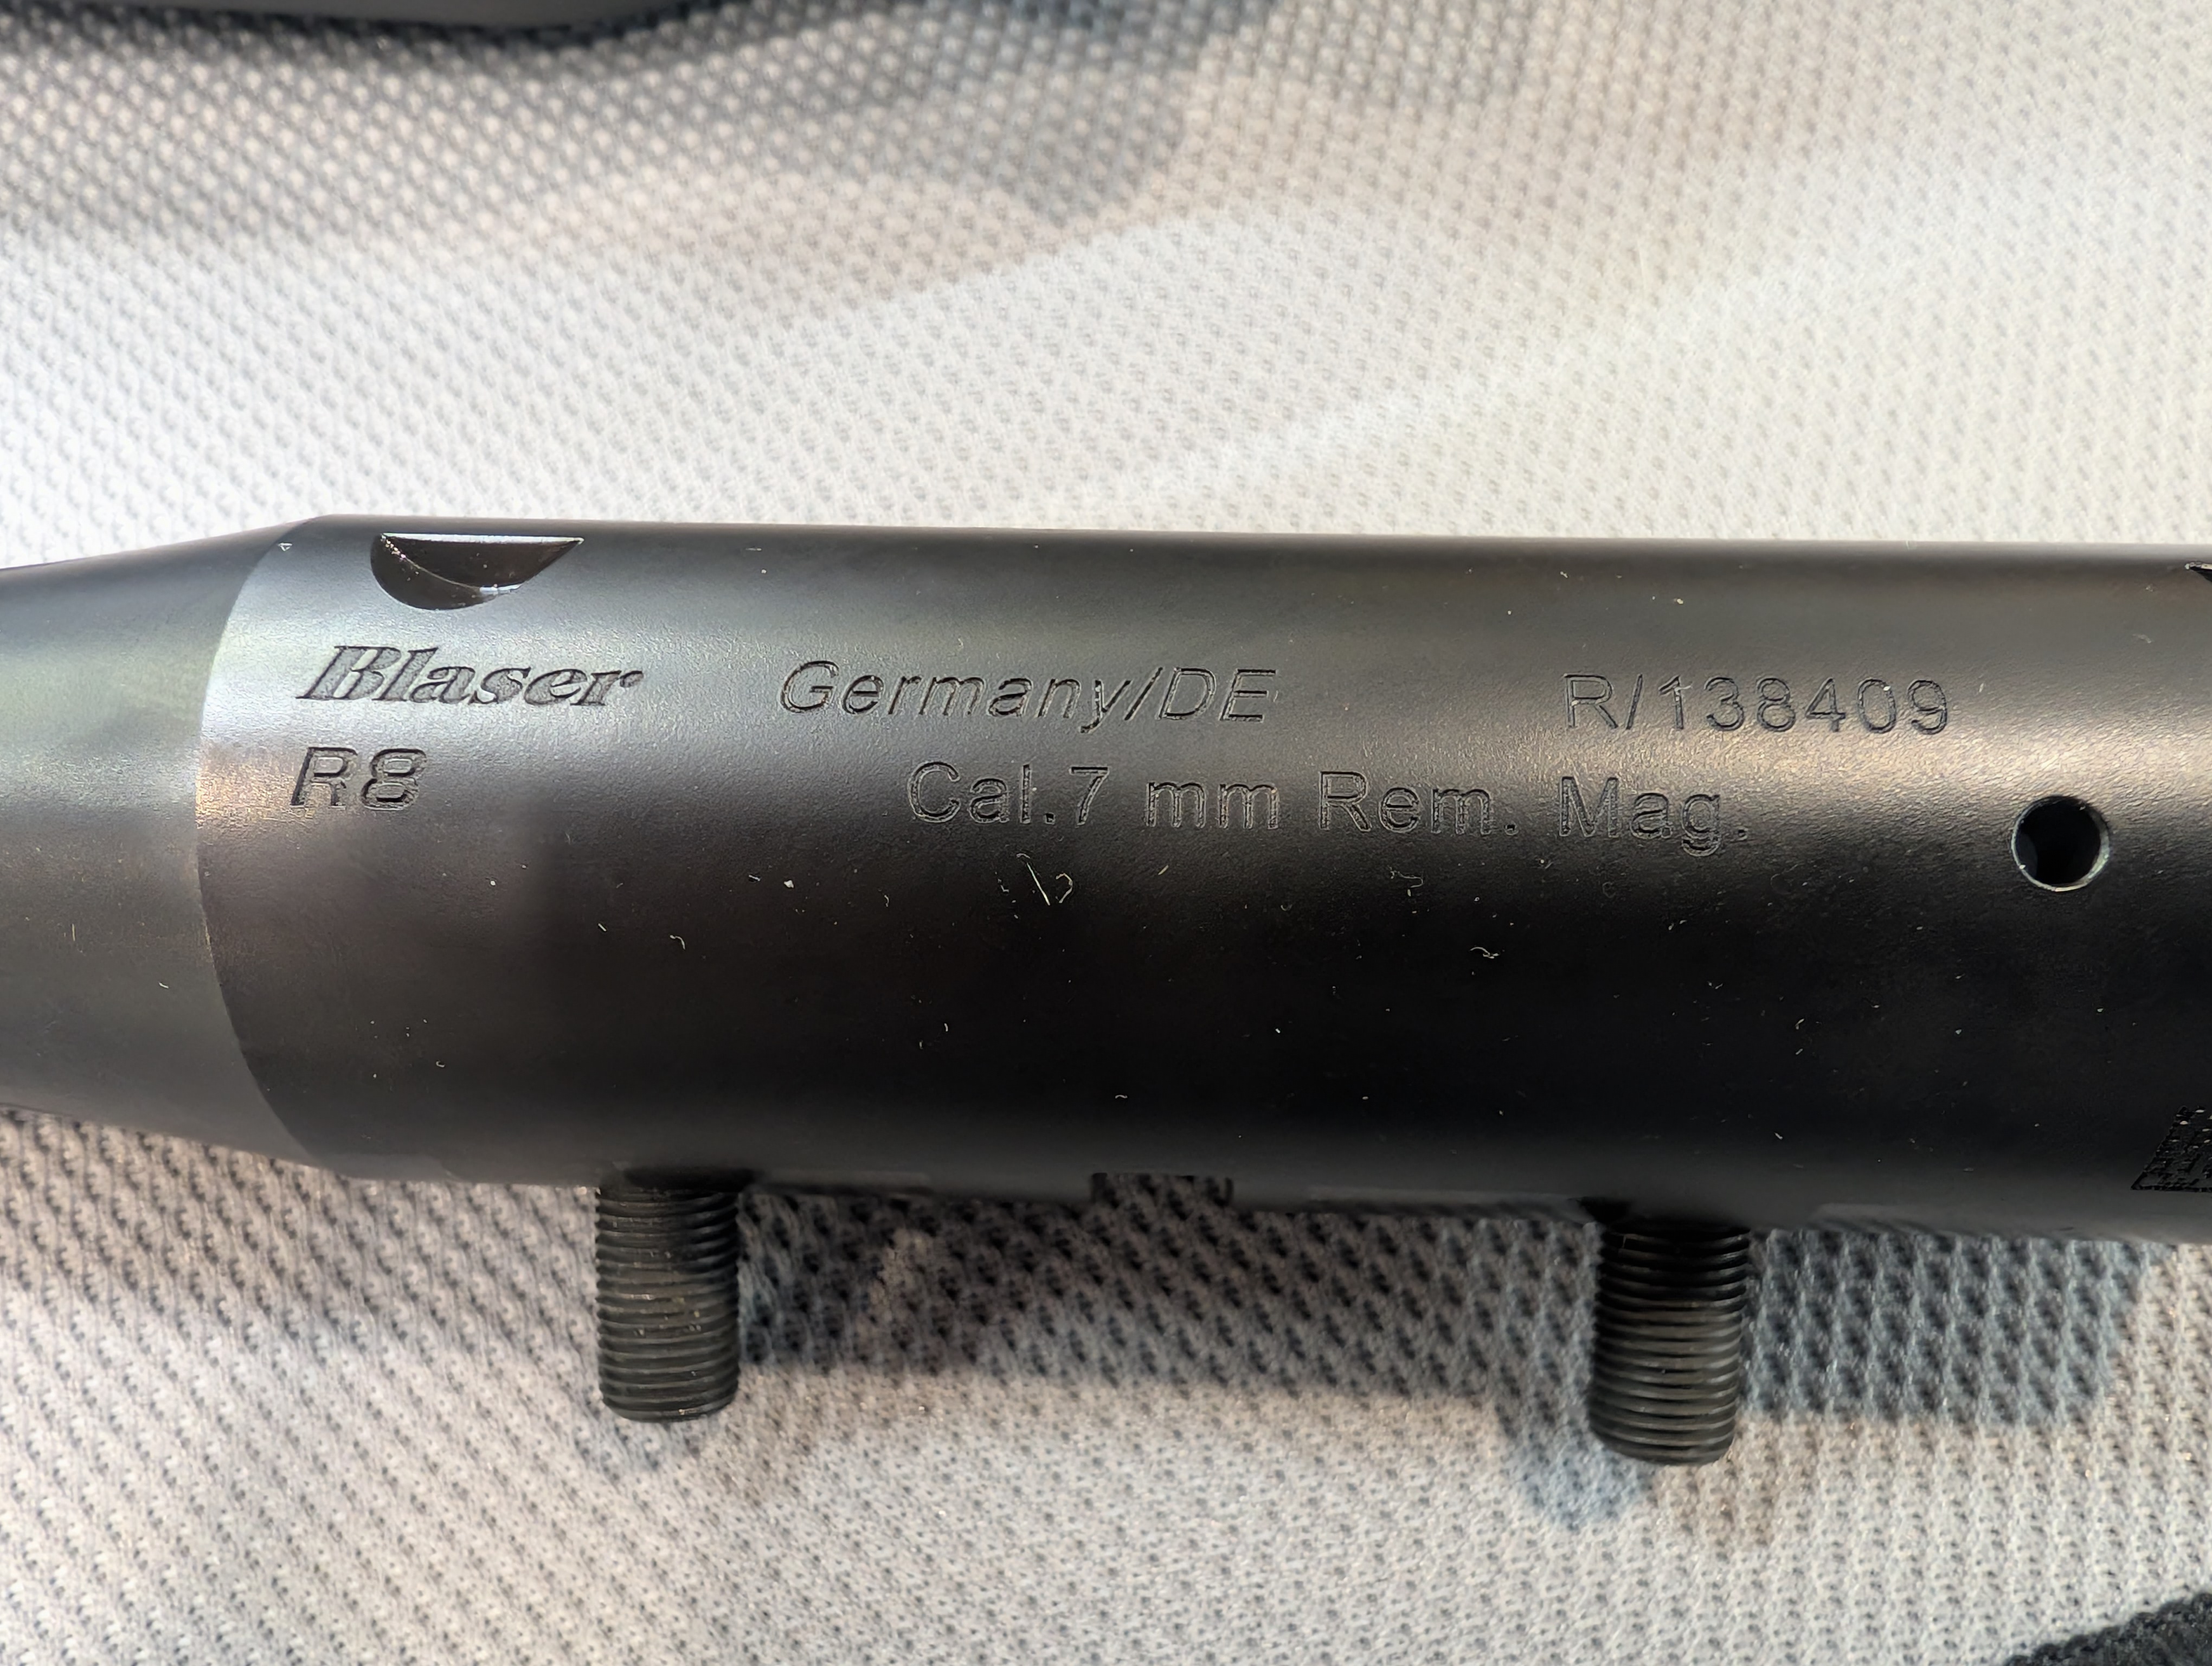 Blaser Germany/DE R/138409
R8 Cal.7 mm Rem. Mag.